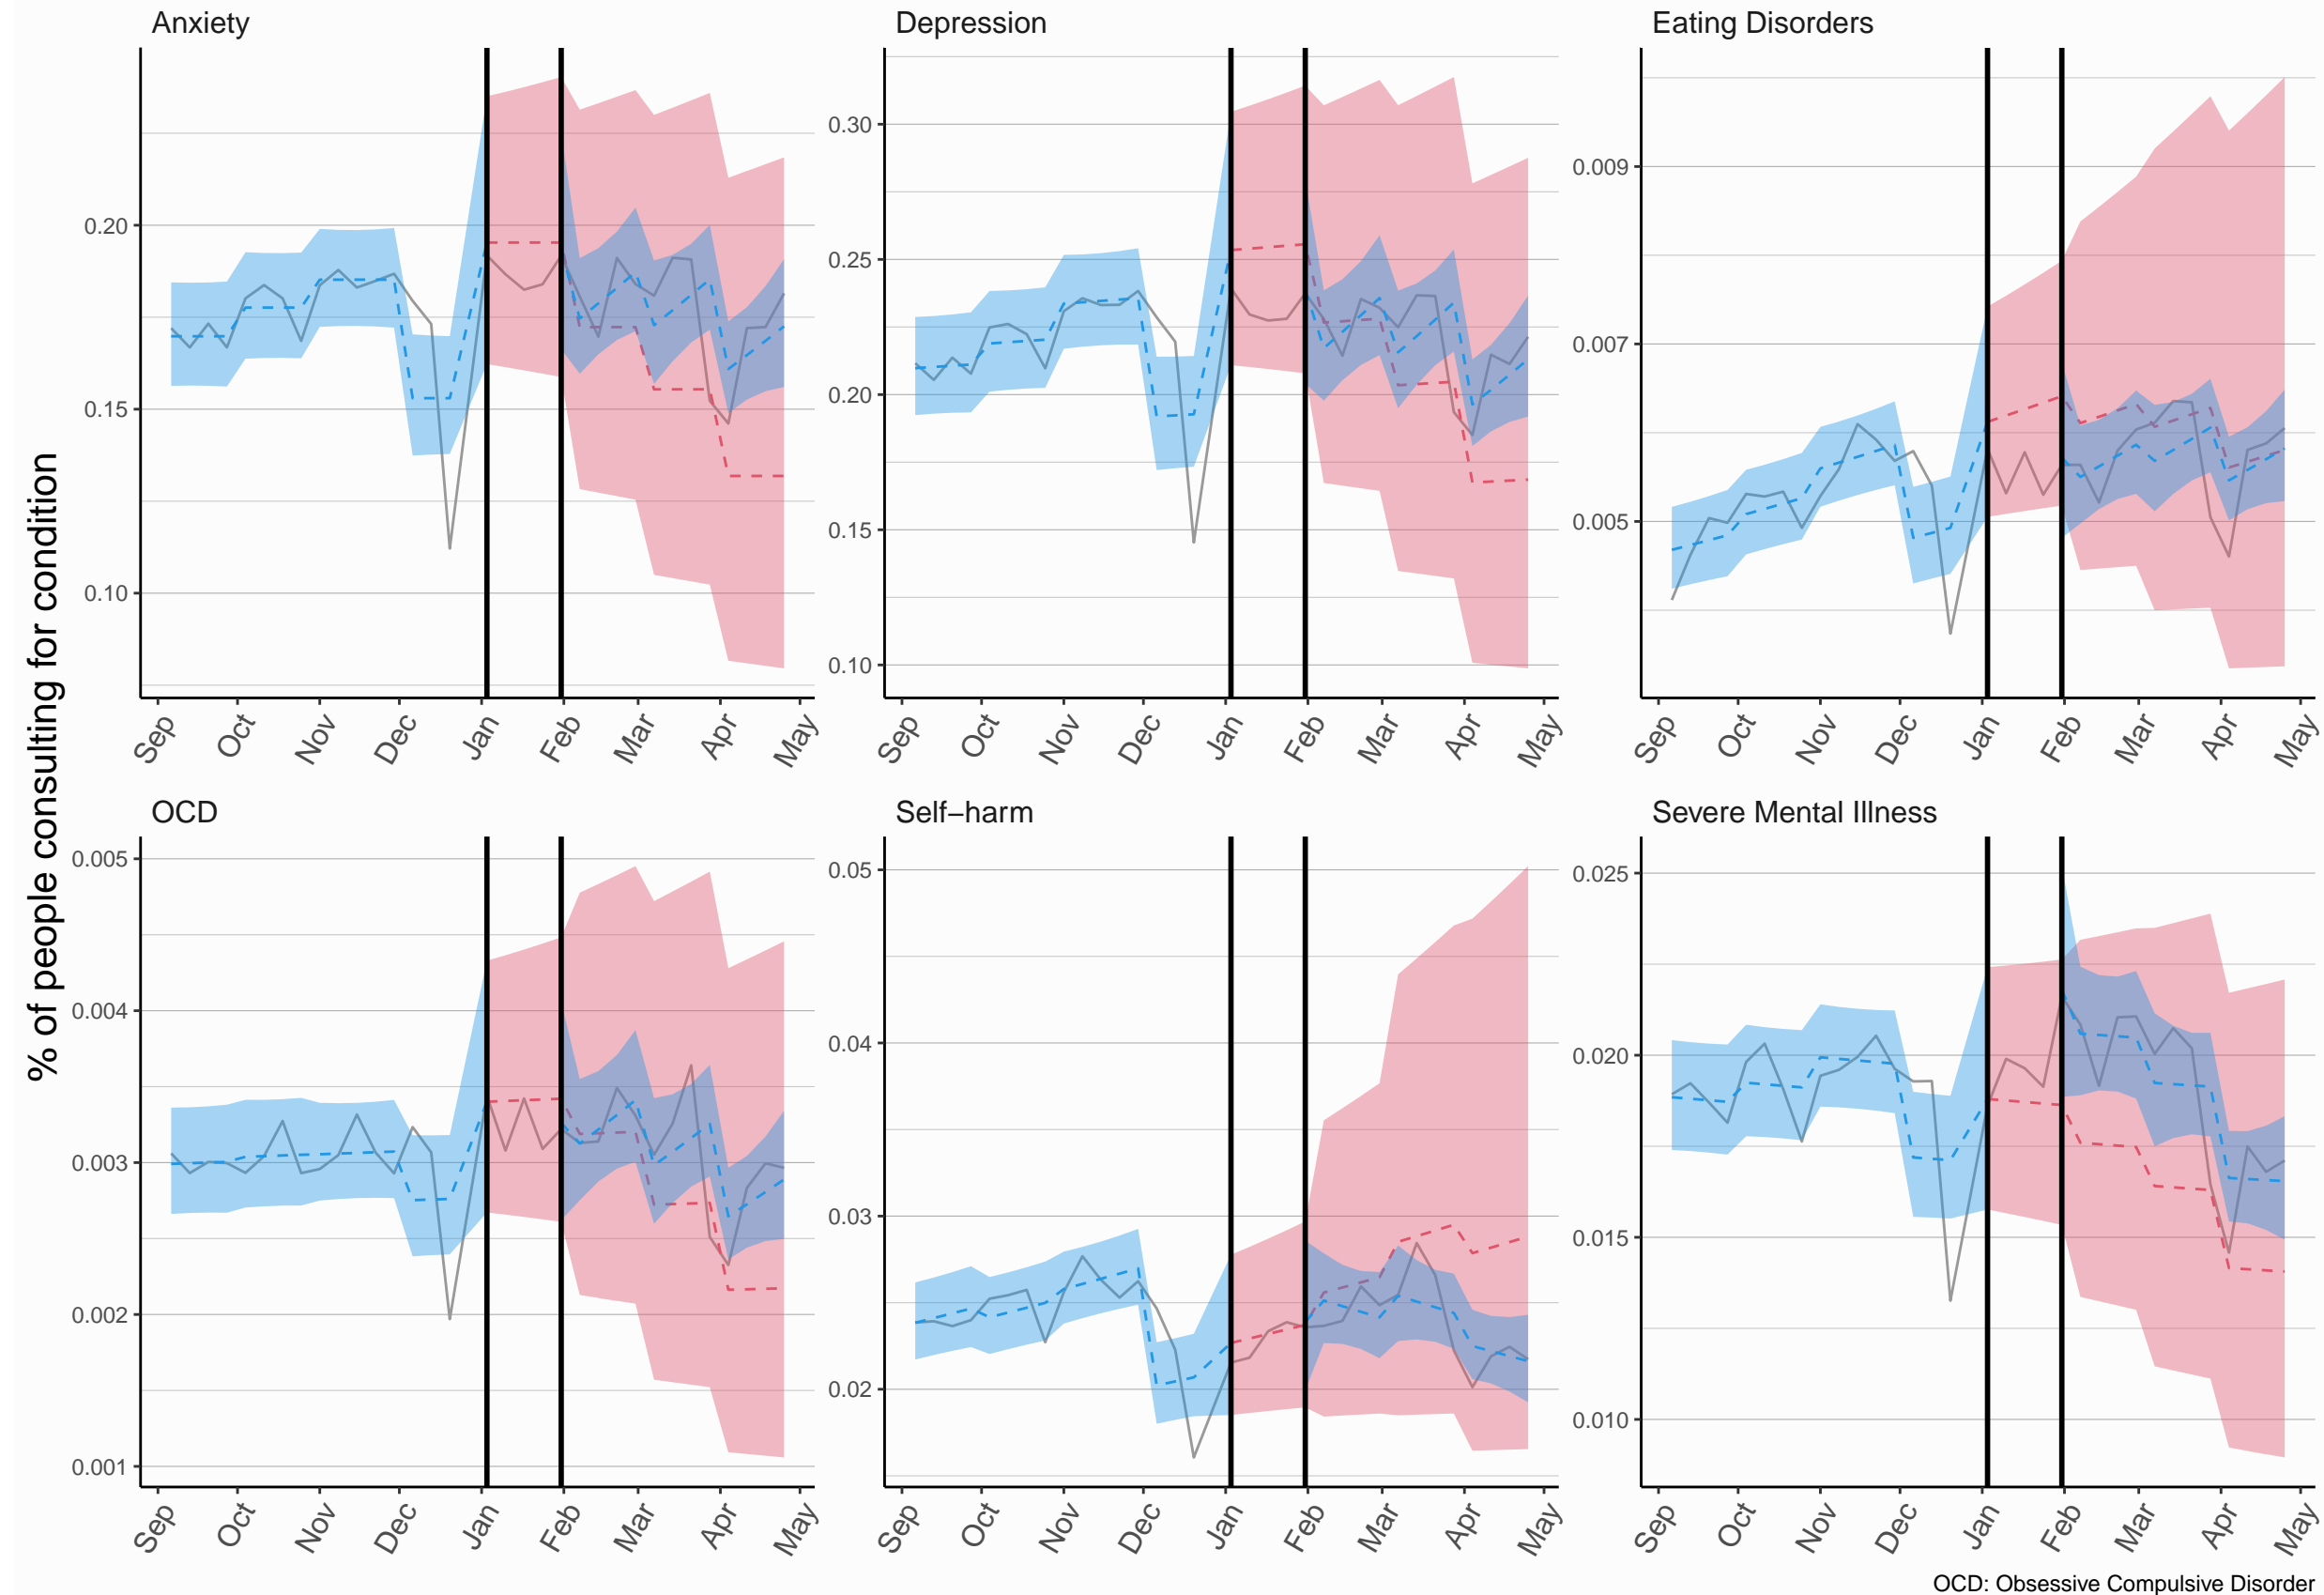 Anxiety
Depression
Eating Disorders
% of people consulting for condition
0.20
0.15
0.10
0.30
0.25
0.20
0.15
0.10
0.009
0.007
0.005
Sep Oct Nov Dec Jan Feb Mar Apr May
Sep Oct Nov Dec Jan Feb Mar Apr May
Sep Oct Nov Dec Jan Feb Mar Apr May
OCD
Self−harm
Severe Mental Illness
0.005
0.004
0.003
0.002
0.001
0.05
0.04
0.03
0.02
0.025
0.020
0.015
0.010
Sep Oct Nov Dec Jan Feb Mar Apr May
Sep Oct Nov Dec Jan Feb Mar Apr May
Sep Oct Nov Dec Jan Feb Mar Apr May
OCD: Obsessive Compulsive Disorder